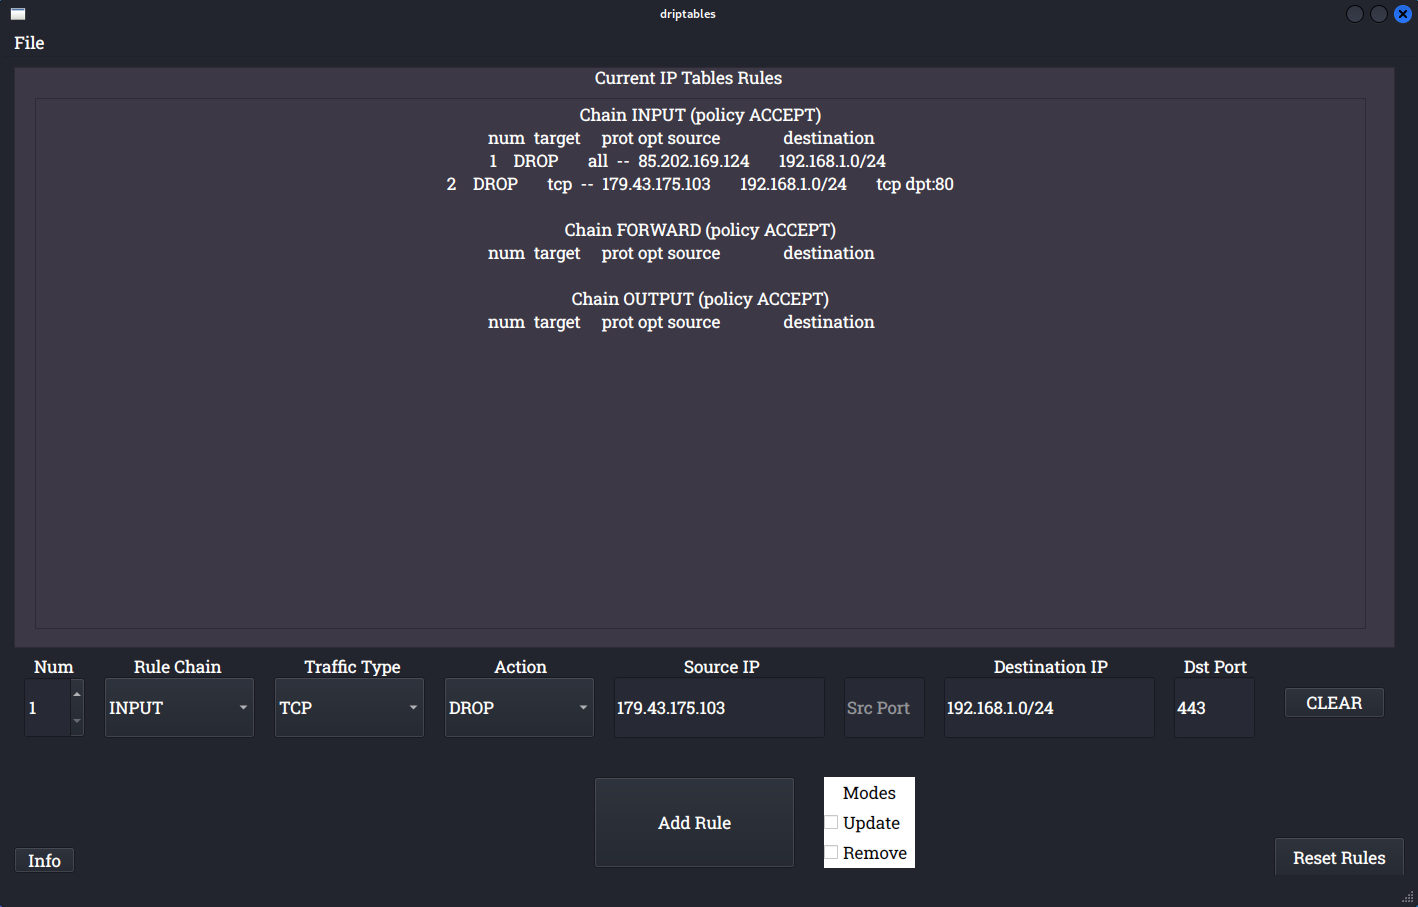 driptables
File
Current IP Tables Rules
Chain INPUT (policy ACCEPT)
num target prot opt source destination
1 DROP all -- 85.202.169.124 192.168.1.0/24
2 DROP tcp -- 179.43.175.103 192.168.1.0/24 tcp dpt:80
Chain FORWARD (policy ACCEPT)
num target prot opt source destination
Chain OUTPUT (policy ACCEPT)
num target prot opt source destination
Num Rule Chain Traffic Type Action Source IP Destination IP Dst Port
1 INPUT TCP DROP 179.43.175.103 Src Port 192.168.1.0/24 443 CLEAR
Modes
Add Rule Update
Remove
Info Reset Rules